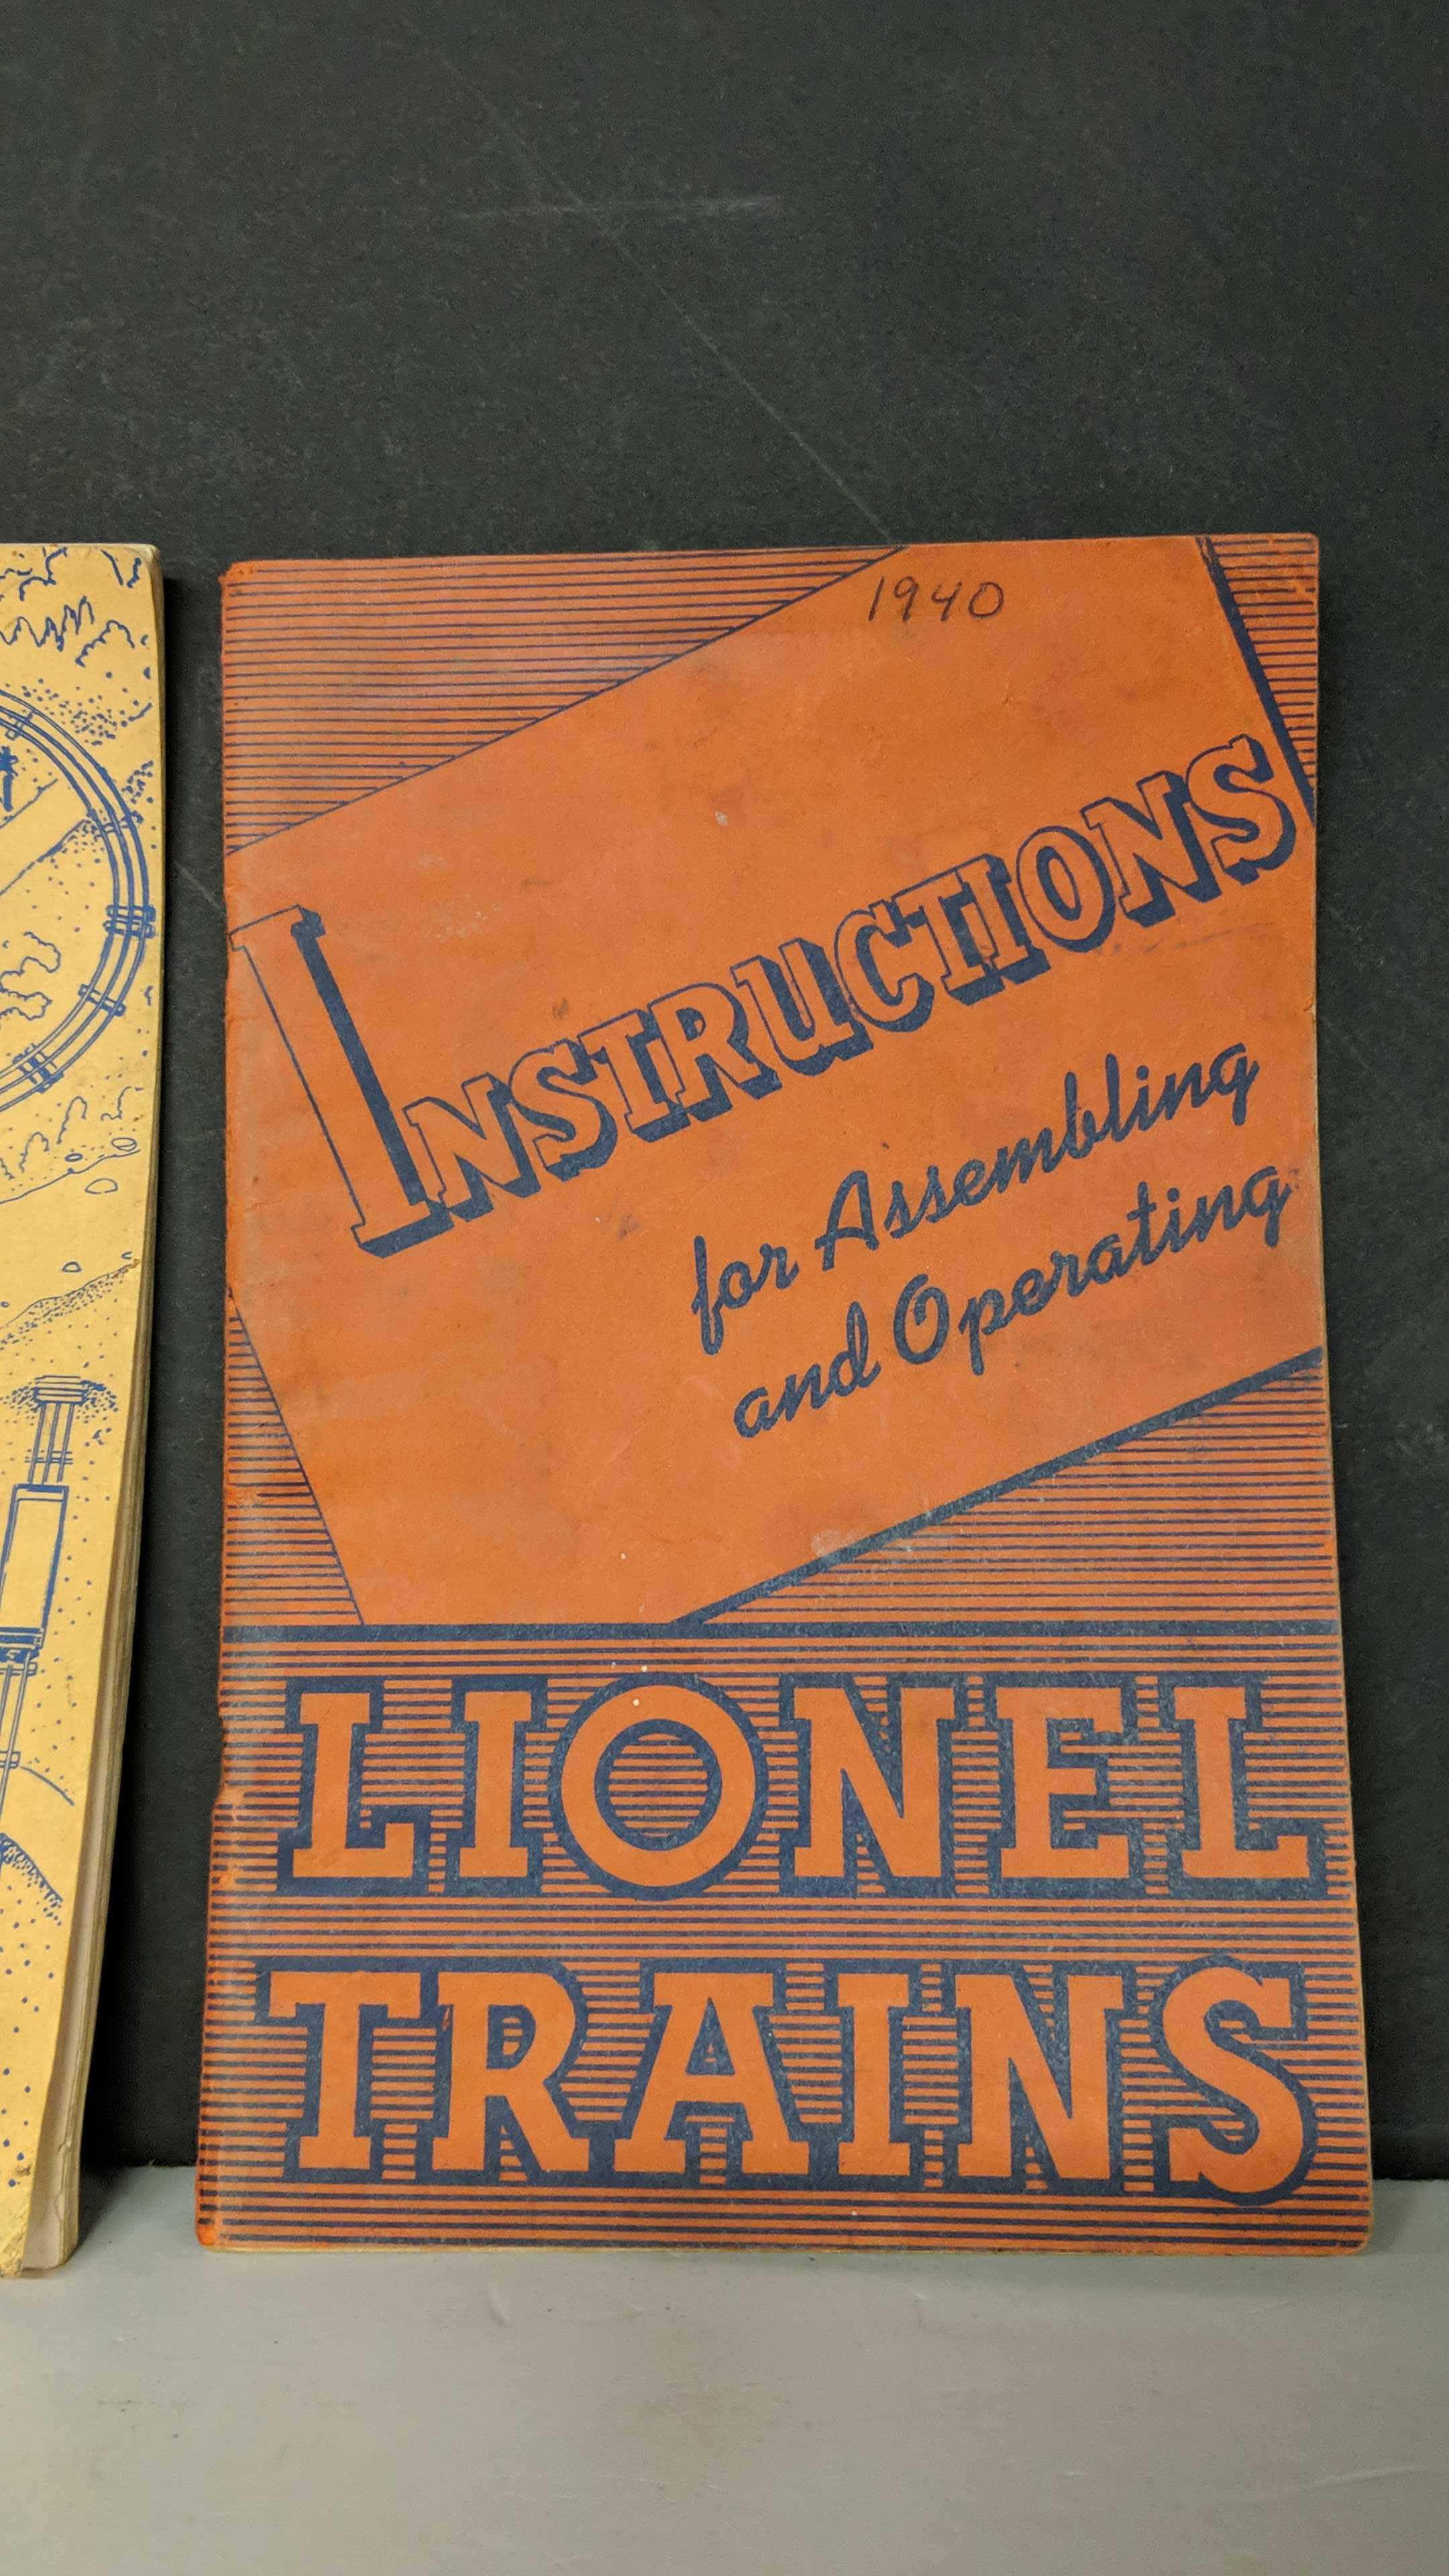 1940
INSTRUCTIONS
for Assembling
and Operating
LIONEL
TRAINS